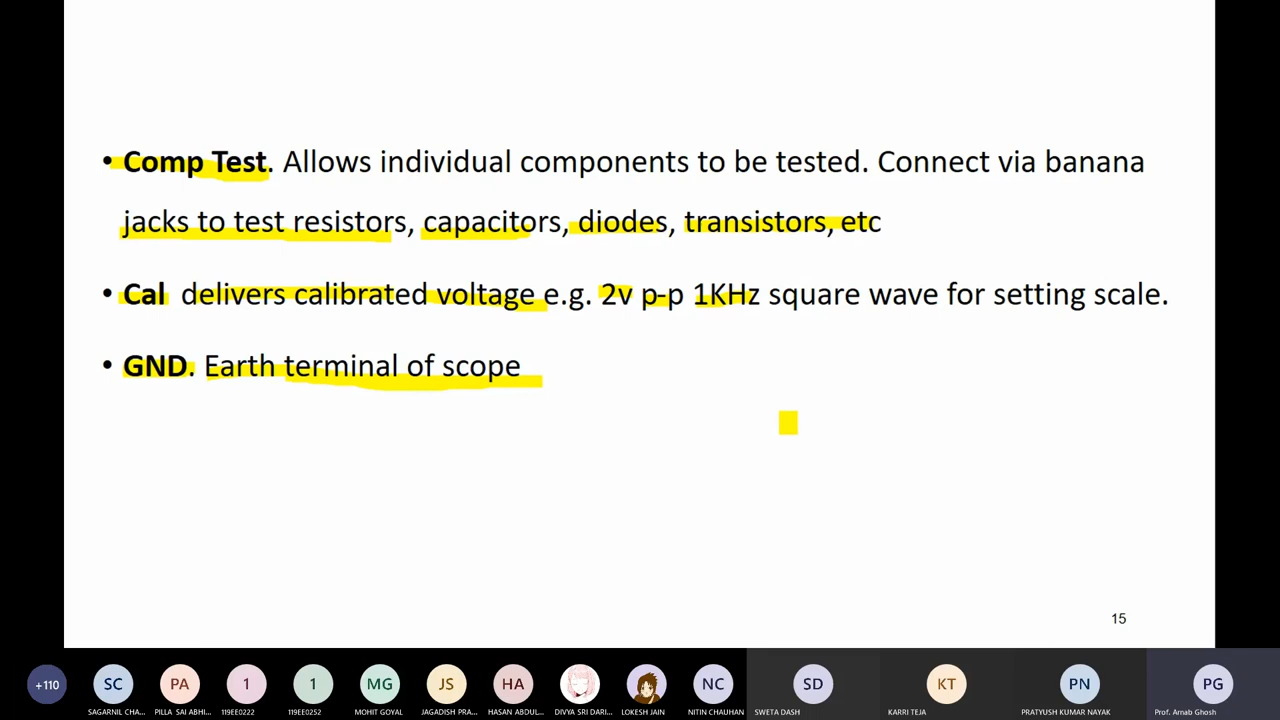 • Comp Test. Allows individual components to be tested. Connect via banana
jacks to test resistors, capacitors, diodes, transistors, etc
• Cal delivers calibrated voltage e.g. 2v p-p 1KHz square wave for setting scale.
• GND. Earth terminal of scope
15
+110 SC PA 1 1 MG JS HA NC SD KT PN PG
SAGARNIL CHA... PILLA SAI ABHI... 119EE0222 119EE0252 MOHIT GOYAL JAGADISH PRA... HASAN ABDUL... DIVYA SRI DARI... LOKESH JAIN NITIN CHAUHAN SWETA DASH KARRI TEJA PRATYUSH KUMAR NAYAK Prof. Arnab Ghosh